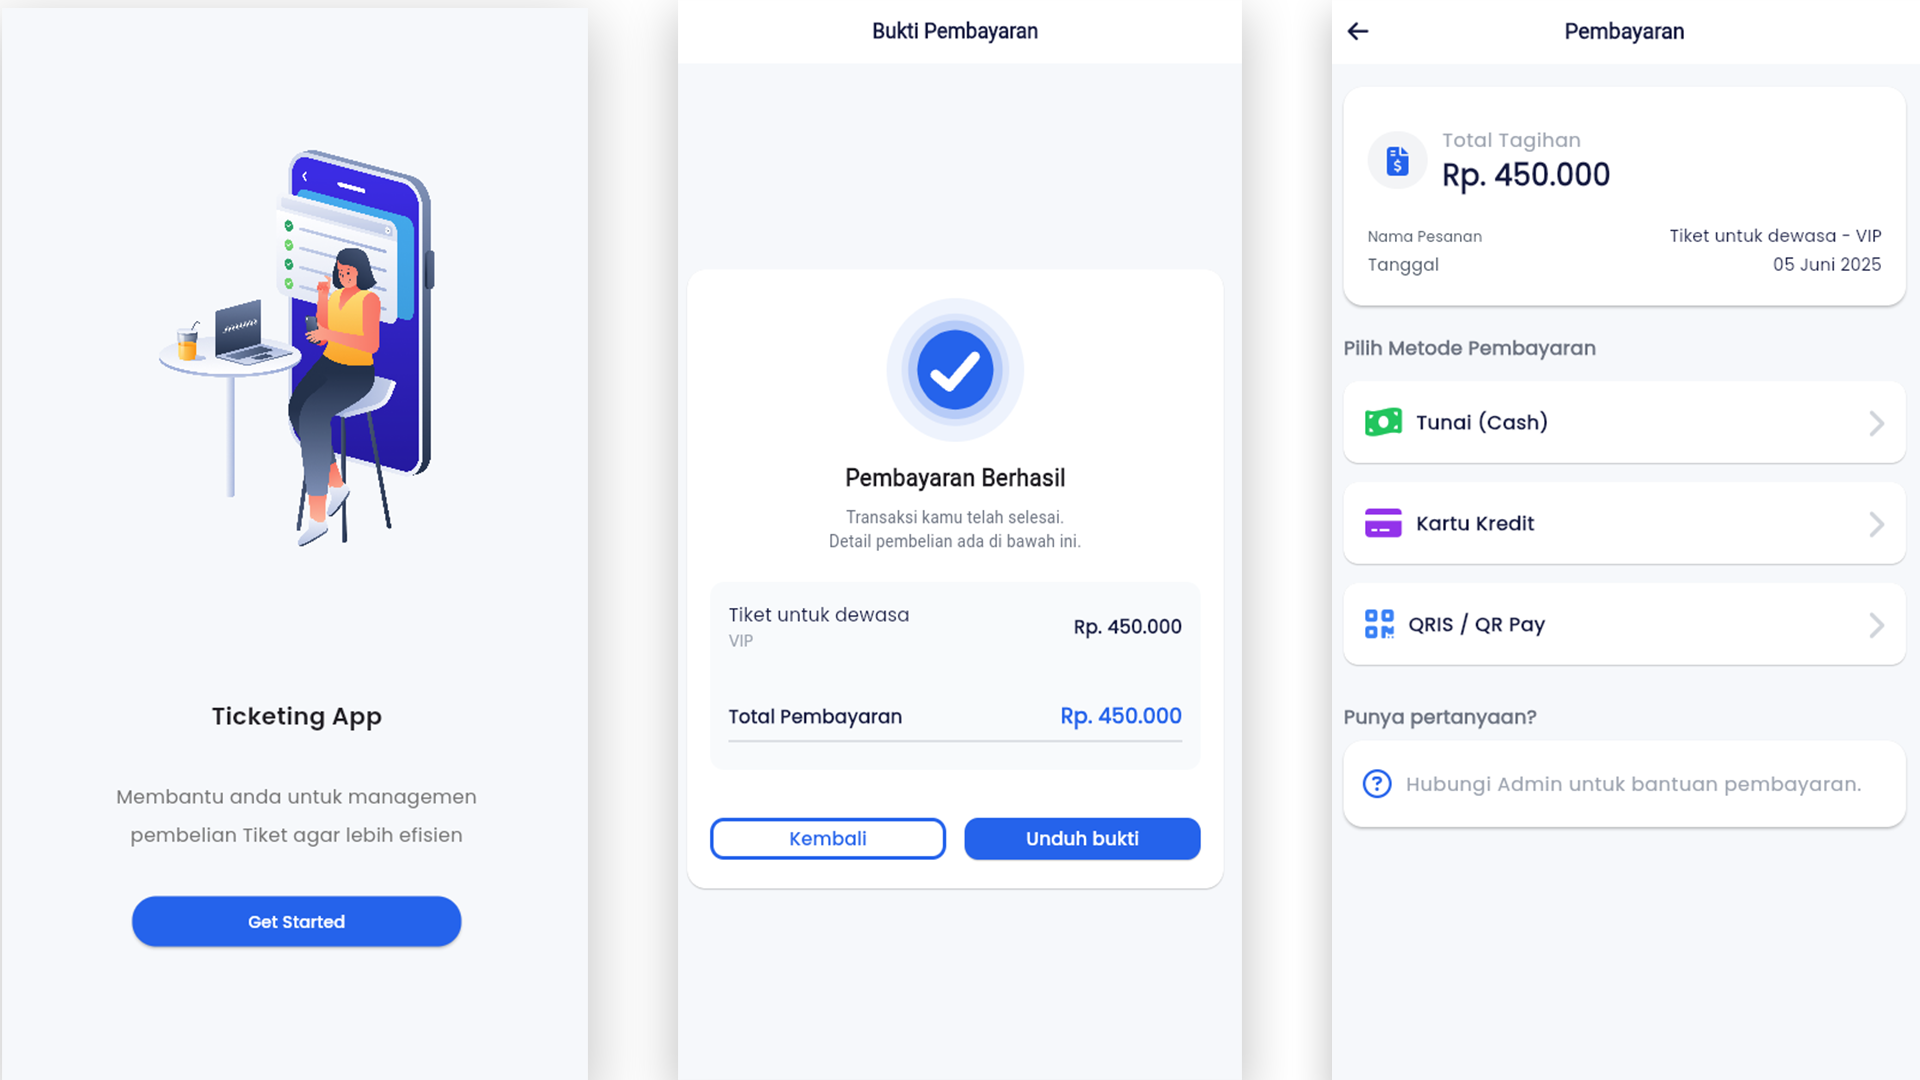 Ticketing App
Membantu anda untuk managemen
pembelian Tiket agar lebih efisien
Get Started
Bukti Pembayaran
Pembayaran Berhasil
Transaksi kamu telah selesai.
Detail pembelian ada di bawah ini.
Tiket untuk dewasa
VIP
Rp. 450.000
Total Pembayaran Rp. 450.000
Kembali
Unduh bukti
Pembayaran
Total Tagihan
Rp. 450.000
Nama Pesanan Tiket untuk dewasa - VIP
Tanggal 05 Juni 2025
Pilih Metode Pembayaran
Tunai (Cash)
Kartu Kredit
QRIS / QR Pay
Punya pertanyaan?
Hubungi Admin untuk bantuan pembayaran.